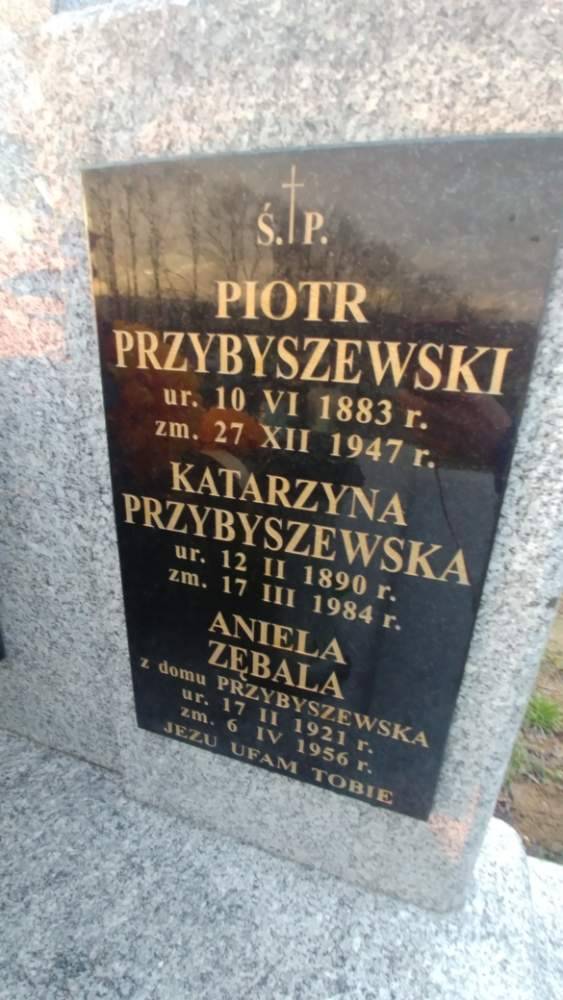 Ś. P.
PIOTR
PRZYBYSZEWSKI
ur. 10 VI 1883 r.
zm. 27 XII 1947 r.
KATARZYNA
PRZYBYSZEWSKA
ur. 12 II 1890 r.
zm. 17 III 1984 r.
ANIELA
ZĘBALA
z domu PRZYBYSZEWSKA
ur. 17 II 1921 r.
zm. 6 IV 1956 r.
JEZU UFAM TOBIE